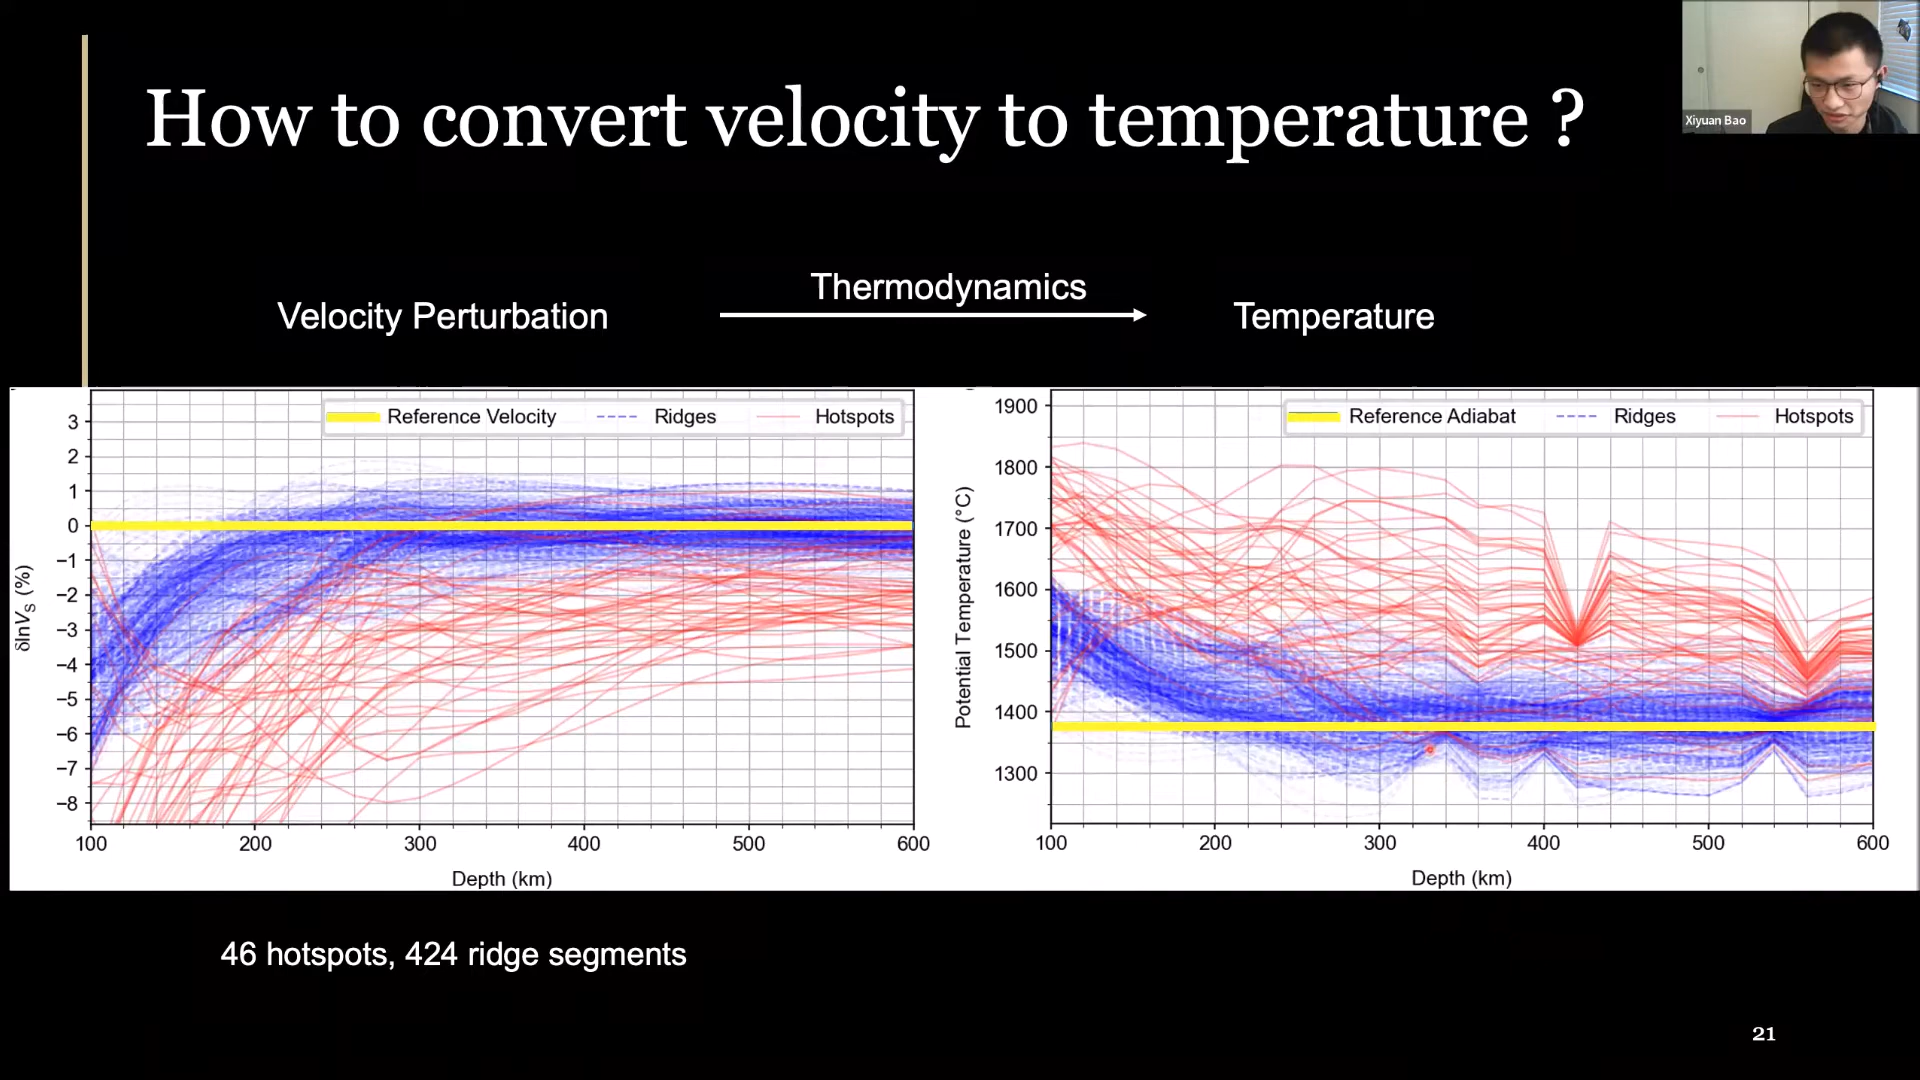 How to convert velocity to temperature ?
Xiyuan Bao
Velocity Perturbation
Thermodynamics
Temperature
Reference Velocity
Ridges
Hotspots
3
2
1
0
−1
−2
−3
−4
−5
−6
−7
−8
δlnVS (%)
100
200
300
400
500
600
Depth (km)
Reference Adiabat
Ridges
Hotspots
1900
1800
1700
1600
1500
1400
1300
Potential Temperature (°C)
100
200
300
400
500
600
Depth (km)
46 hotspots, 424 ridge segments
21